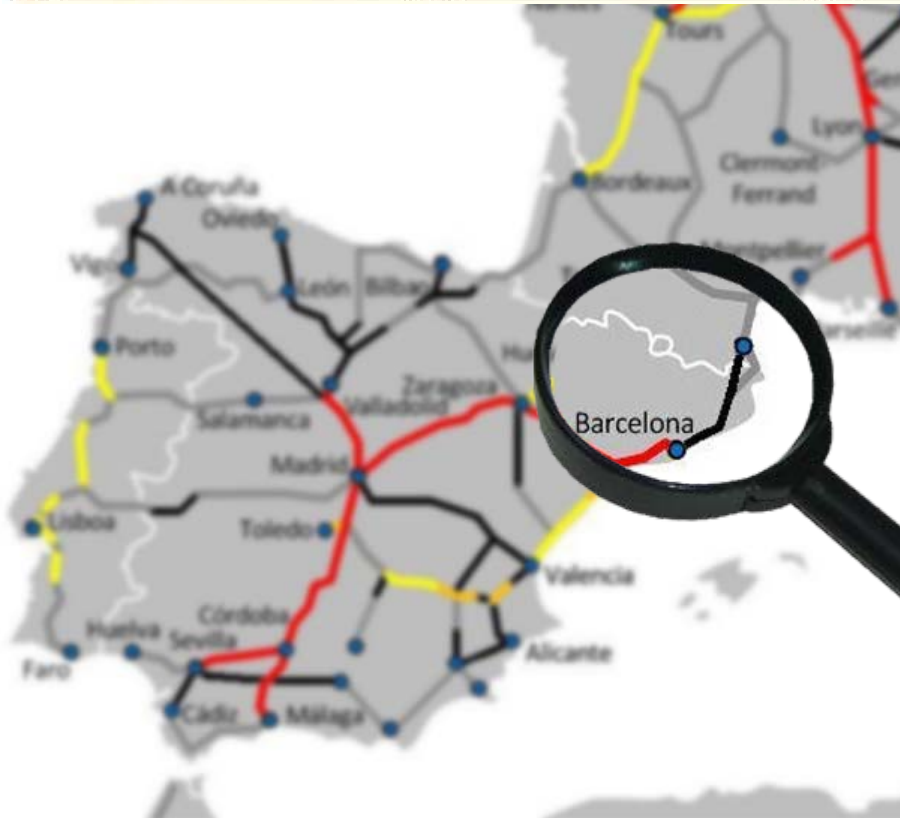 Tours
Lyon
Clermont-
Ferrand
Bordeaux
Montpellier
A Coruña
Oviedo
Vigo
León
Bilbao
Porto
Zaragoza
Salamanca
Valladolid
Barcelona
Madrid
Lisboa
Toledo
Valencia
Córdoba
Huelva
Sevilla
Alicante
Faro
Cádiz
Málaga